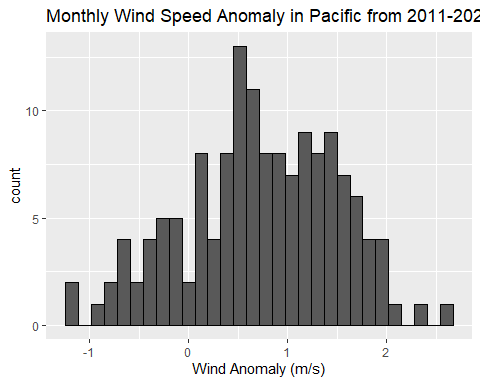 Monthly Wind Speed Anomaly in Pacific from 2011-202
10
5
0
count
-1 0 1 2
Wind Anomaly (m/s)